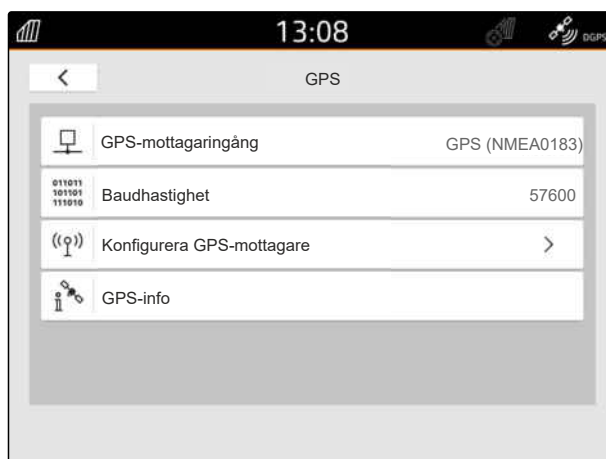 13:08
DGPS
GPS
GPS-mottagaringång
GPS (NMEA0183)
011011
101101
111010
Baudhastighet
57600
Konfigurera GPS-mottagare
GPS-info